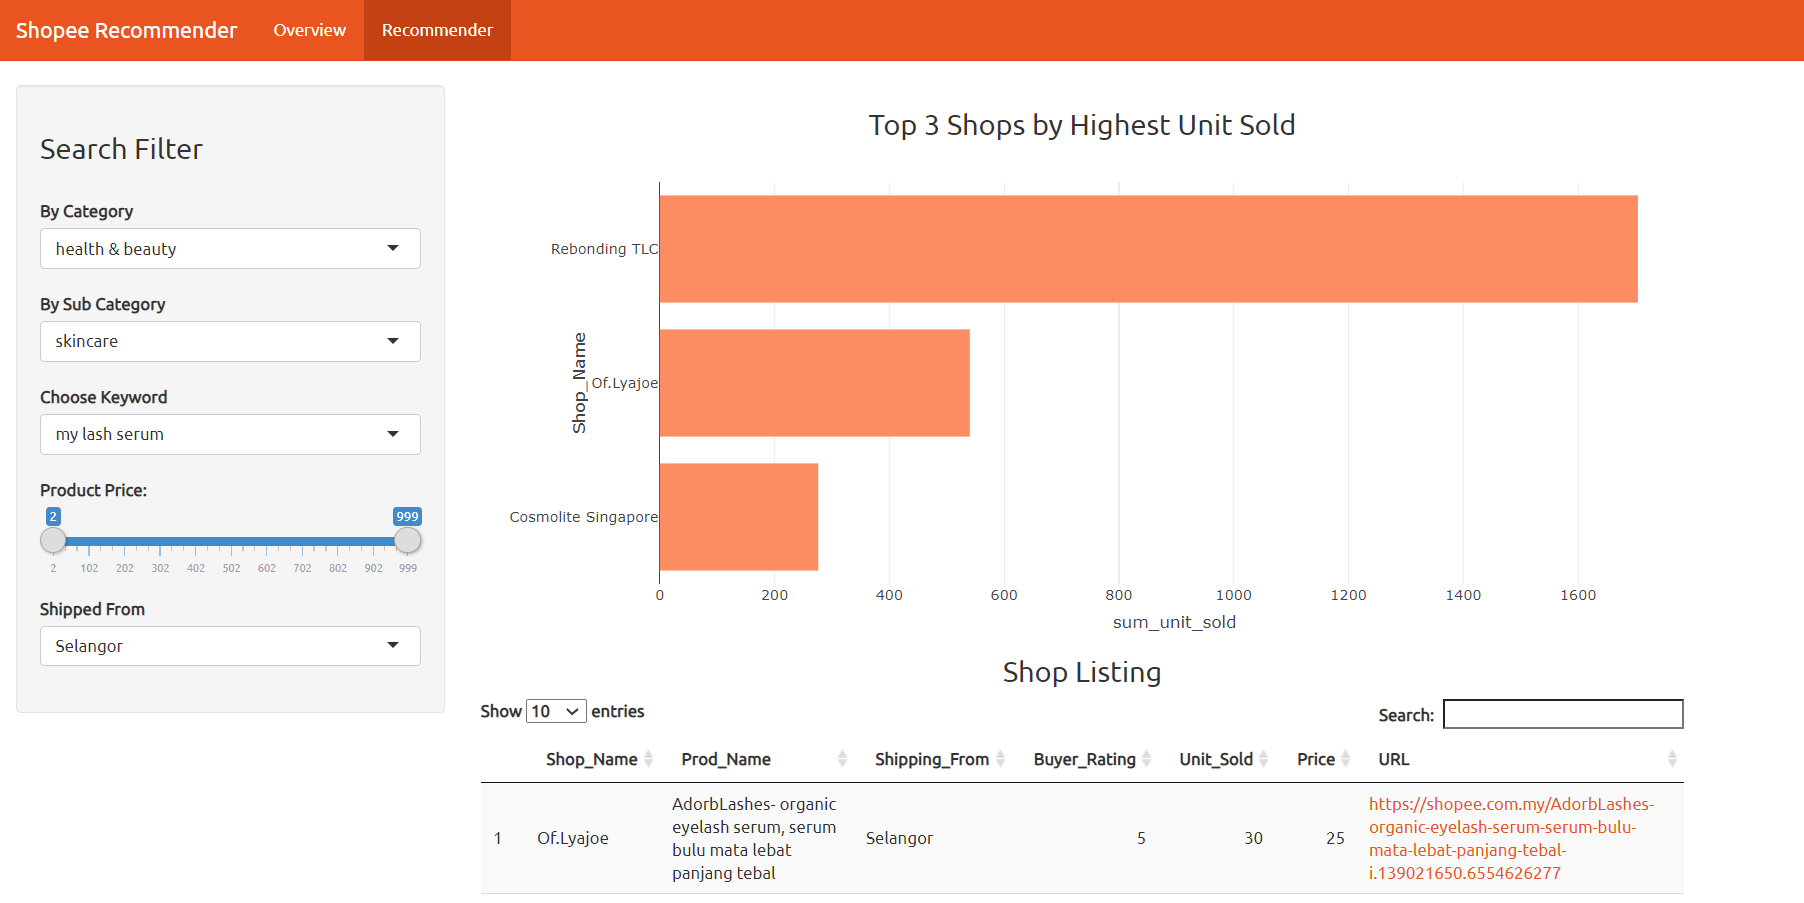 Shopee Recommender Overview Recommender
Search Filter
By Category
health & beauty
By Sub Category
skincare
Choose Keyword
my lash serum
Product Price:
2 999
2 102 202 302 402 502 602 702 802 902 999
Shipped From
Selangor
Top 3 Shops by Highest Unit Sold
Shop_Name
Rebonding TLC
Of.Lyajoe
Cosmolite Singapore
0 200 400 600 800 1000 1200 1400 1600
sum_unit_sold
Shop Listing
Show 10 entries Search:
Shop_Name Prod_Name Shipping_From Buyer_Rating Unit_Sold Price URL
1 Of.Lyajoe
AdorbLashes- organic
eyelash serum, serum
bulu mata lebat
panjang tebal
Selangor 5 30 25
https://shopee.com.my/AdorbLashes-
organic-eyelash-serum-serum-bulu-
mata-lebat-panjang-tebal-
i.139021650.6554626277